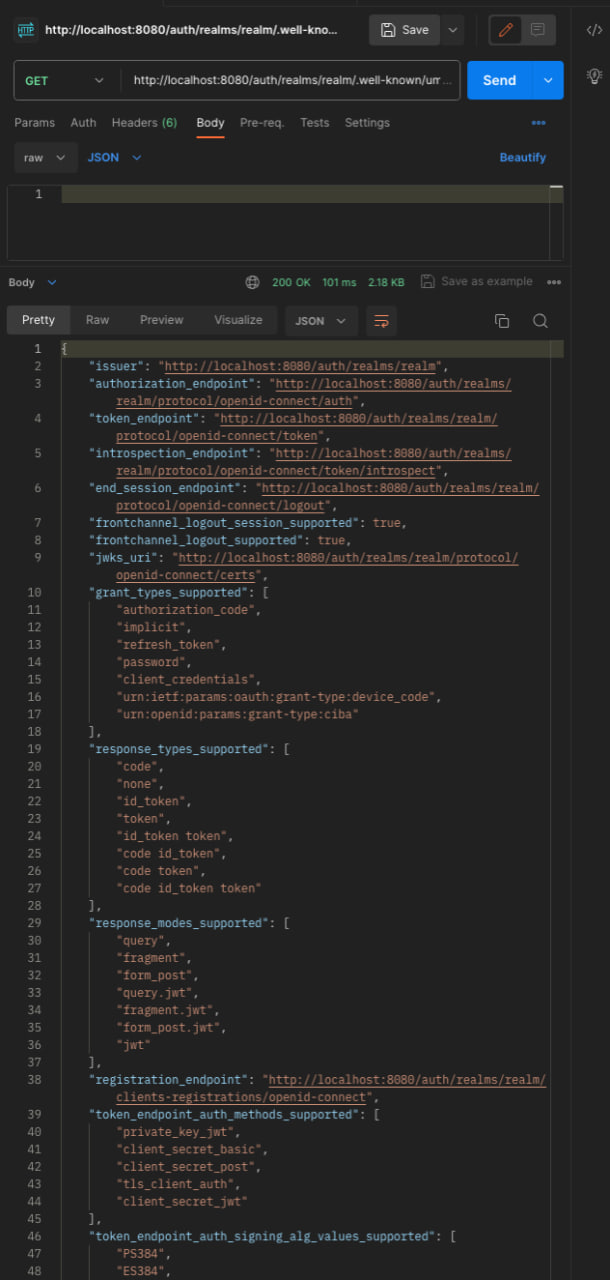 HTTP http://localhost:8080/auth/realms/realm/.well-kno... Save
GET http://localhost:8080/auth/realms/realm/.well-known/um... Send
Params Auth Headers (6) Body Pre-req. Tests Settings
raw JSON Beautify
1
Body 200 OK 101 ms 2.18 KB Save as example
Pretty Raw Preview Visualize JSON
1 {
2 "issuer": "http://localhost:8080/auth/realms/realm",
3 "authorization_endpoint": "http://localhost:8080/auth/realms/
realm/protocol/openid-connect/auth",
4 "token_endpoint": "http://localhost:8080/auth/realms/realm/
protocol/openid-connect/token",
5 "introspection_endpoint": "http://localhost:8080/auth/realms/
realm/protocol/openid-connect/token/introspect",
6 "end_session_endpoint": "http://localhost:8080/auth/realms/realm/
protocol/openid-connect/logout",
7 "frontchannel_logout_session_supported": true,
8 "frontchannel_logout_supported": true,
9 "jwks_uri": "http://localhost:8080/auth/realms/realm/protocol/
openid-connect/certs",
10 "grant_types_supported": [
11 "authorization_code",
12 "implicit",
13 "refresh_token",
14 "password",
15 "client_credentials",
16 "urn:ietf:params:oauth:grant-type:device_code",
17 "urn:openid:params:grant-type:ciba"
18 ],
19 "response_types_supported": [
20 "code",
21 "none",
22 "id_token",
23 "token",
24 "id_token token",
25 "code id_token",
26 "code token",
27 "code id_token token"
28 ],
29 "response_modes_supported": [
30 "query",
31 "fragment",
32 "form_post",
33 "query.jwt",
34 "fragment.jwt",
35 "form_post.jwt",
36 "jwt"
37 ],
38 "registration_endpoint": "http://localhost:8080/auth/realms/realm/
clients-registrations/openid-connect",
39 "token_endpoint_auth_methods_supported": [
40 "private_key_jwt",
41 "client_secret_basic",
42 "client_secret_post",
43 "tls_client_auth",
44 "client_secret_jwt"
45 ],
46 "token_endpoint_auth_signing_alg_values_supported": [
47 "PS384",
48 "ES384",